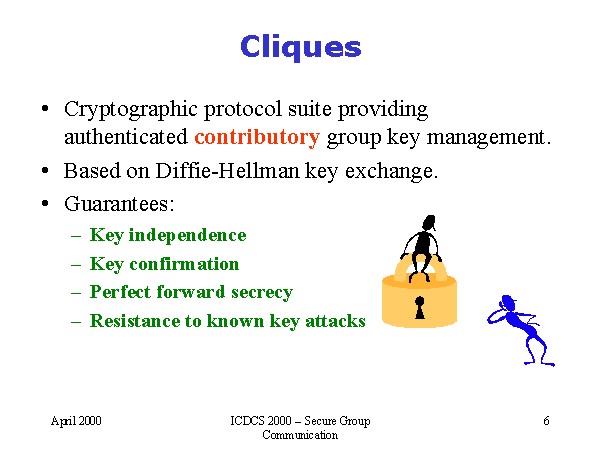 Cliques
• Cryptographic protocol suite providing
authenticated contributory group key management.
• Based on Diffie-Hellman key exchange.
• Guarantees:
– Key independence
– Key confirmation
– Perfect forward secrecy
– Resistance to known key attacks
April 2000
ICDCS 2000 – Secure Group
Communication
6